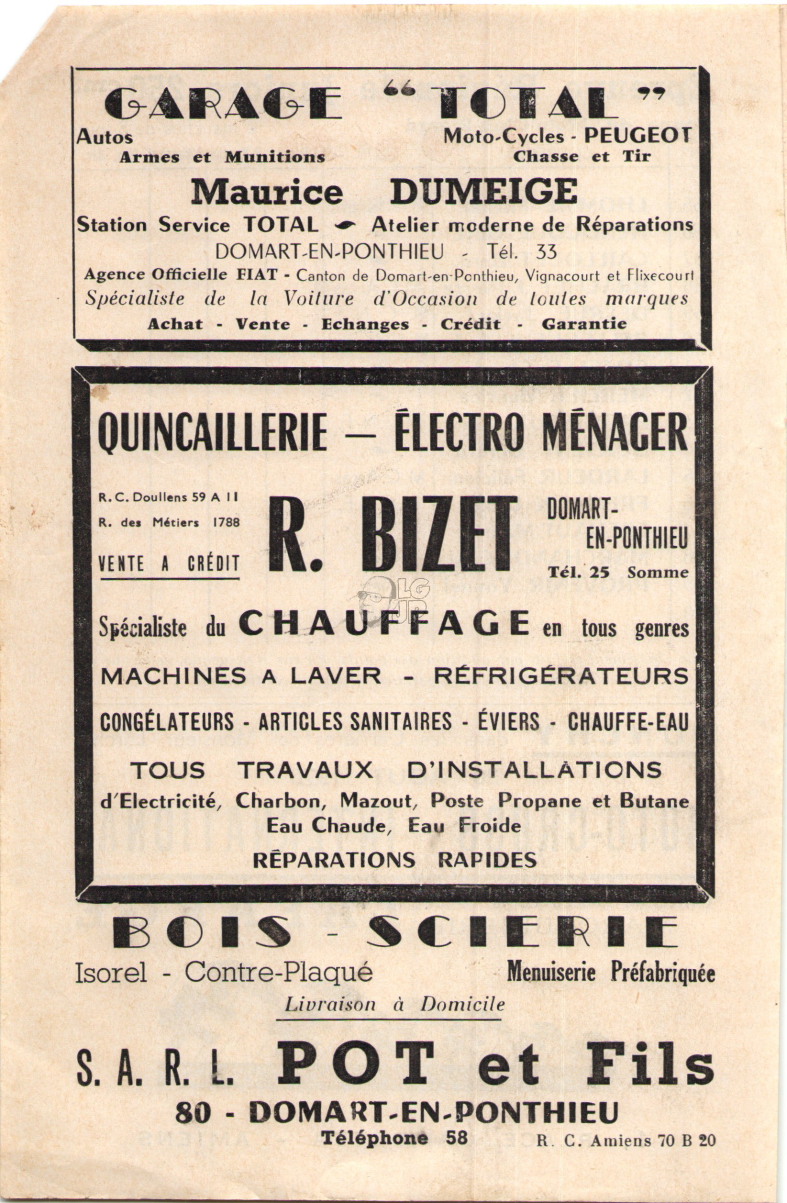 GARAGE “ TOTAL ”
Autos Moto-Cycles - PEUGEOT
Armes et Munitions Chasse et Tir
Maurice DUMEIGE
Station Service TOTAL ~ Atelier moderne de Réparations
DOMART-EN-PONTHIEU - Tél. 33
Agence Officielle FIAT - Canton de Domart-en-Ponthieu, Vignacourt et Flixecourt
Spécialiste de la Voiture d'Occasion de toutes marques
Achat - Vente - Echanges - Crédit - Garantie
QUINCAILLERIE — ÉLECTRO MÉNAGER
R. C. Doullens 59 A 11
R. des Métiers 1788
VENTE A CRÉDIT
R. BIZET
DOMART-
EN-PONTHIEU
Tél. 25 Somme
LG
JP
Spécialiste du CHAUFFAGE en tous genres
MACHINES A LAVER - RÉFRIGÉRATEURS
CONGÉLATEURS - ARTICLES SANITAIRES - ÉVIERS - CHAUFFE-EAU
TOUS TRAVAUX D'INSTALLATIONS
d'Electricité, Charbon, Mazout, Poste Propane et Butane
Eau Chaude, Eau Froide
RÉPARATIONS RAPIDES
BOIS - SCIERIE
Isorel - Contre-Plaqué Menuiserie Préfabriquée
Livraison à Domicile
S. A. R. L. POT et Fils
80 - DOMART-EN-PONTHIEU
Téléphone 58 R. C. Amiens 70 B 20